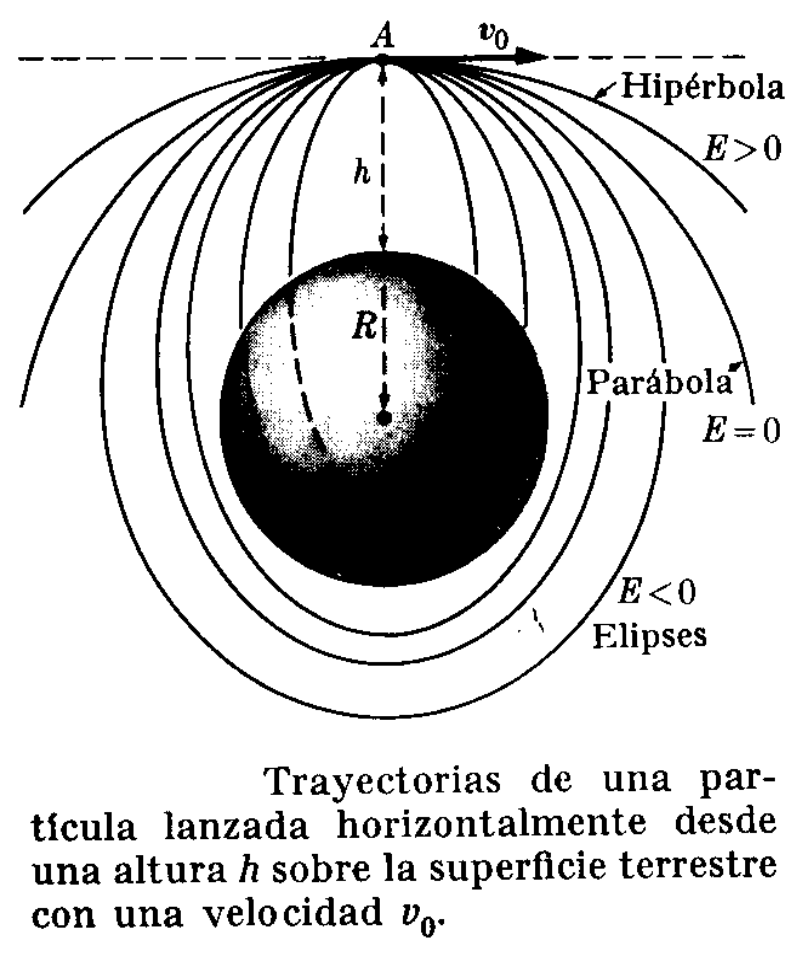 A
v₀
Hipérbola
E > 0
h
R
Parábola
E = 0
E < 0
Elipses
Trayectorias de una par-
tícula lanzada horizontalmente desde
una altura h sobre la superficie terrestre
con una velocidad v₀.